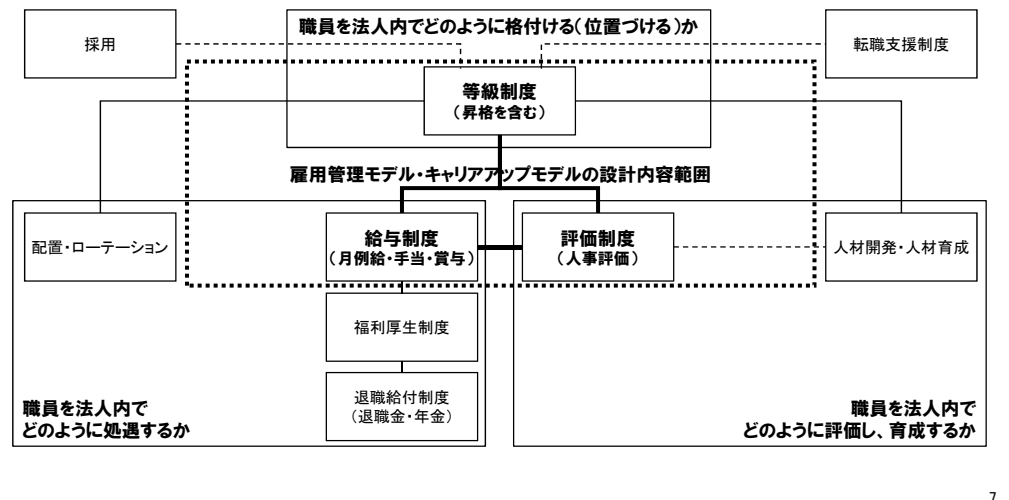 職員を法人内でどのように格付ける（位置づける）か
採用
転職支援制度
等級制度
（昇格を含む）
雇用管理モデル・キャリアアップモデルの設計内容範囲
配置・ローテーション
給与制度
（月例給・手当・賞与）
評価制度
（人事評価）
人材開発・人材育成
福利厚生制度
退職給付制度
（退職金・年金）
職員を法人内で
どのように処遇するか
職員を法人内で
どのように評価し、育成するか
7